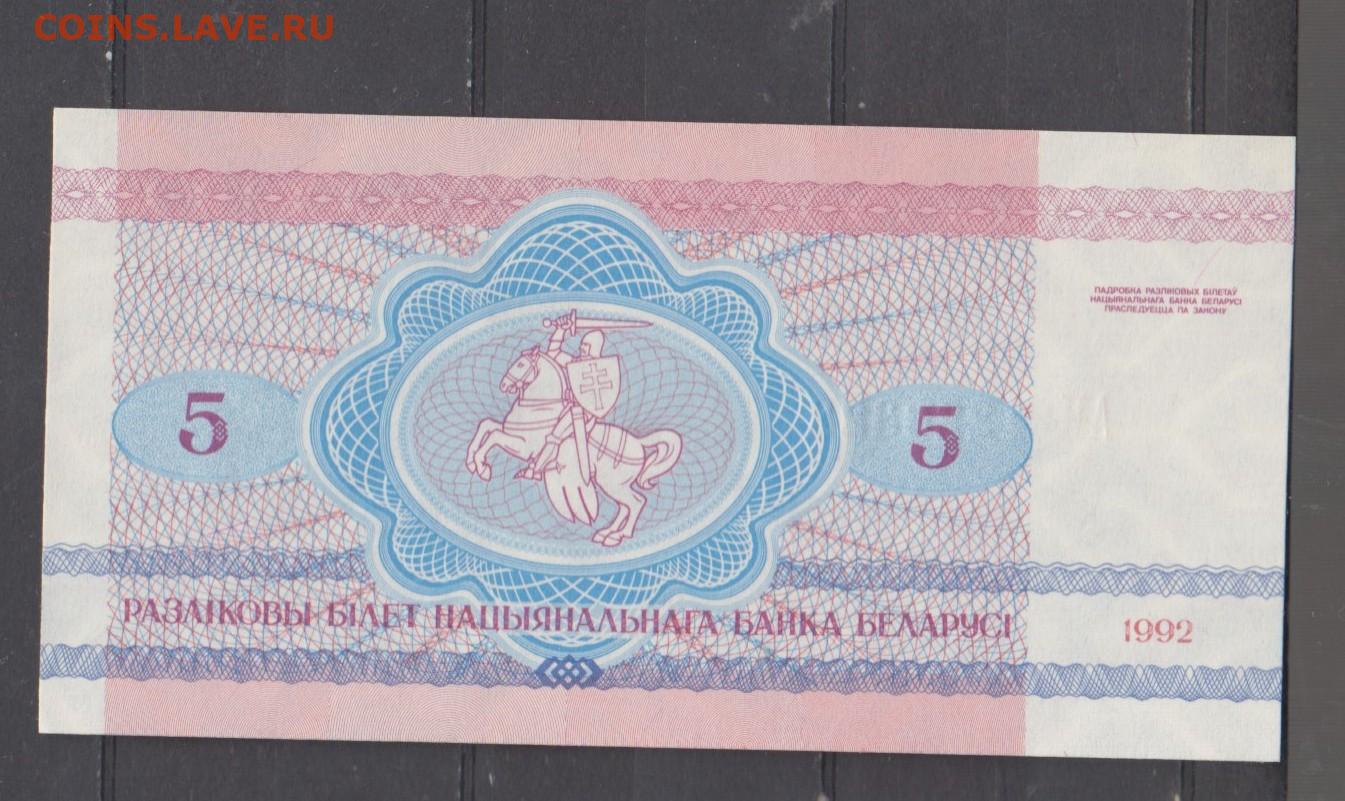 COINS.LAVE.RU
ПАДРОБКА РАЗЛІКОВЫХ БІЛЕТАЎ
НАЦЫЯНАЛЬНАГА БАНКА БЕЛАРУСІ
ПРАСЛЕДУЕЦЦА ПА ЗАКОНУ
5
5
РАЗЛІКОВЫ БІЛЕТ НАЦЫЯНАЛЬНАГА БАНКА БЕЛАРУСІ
1992